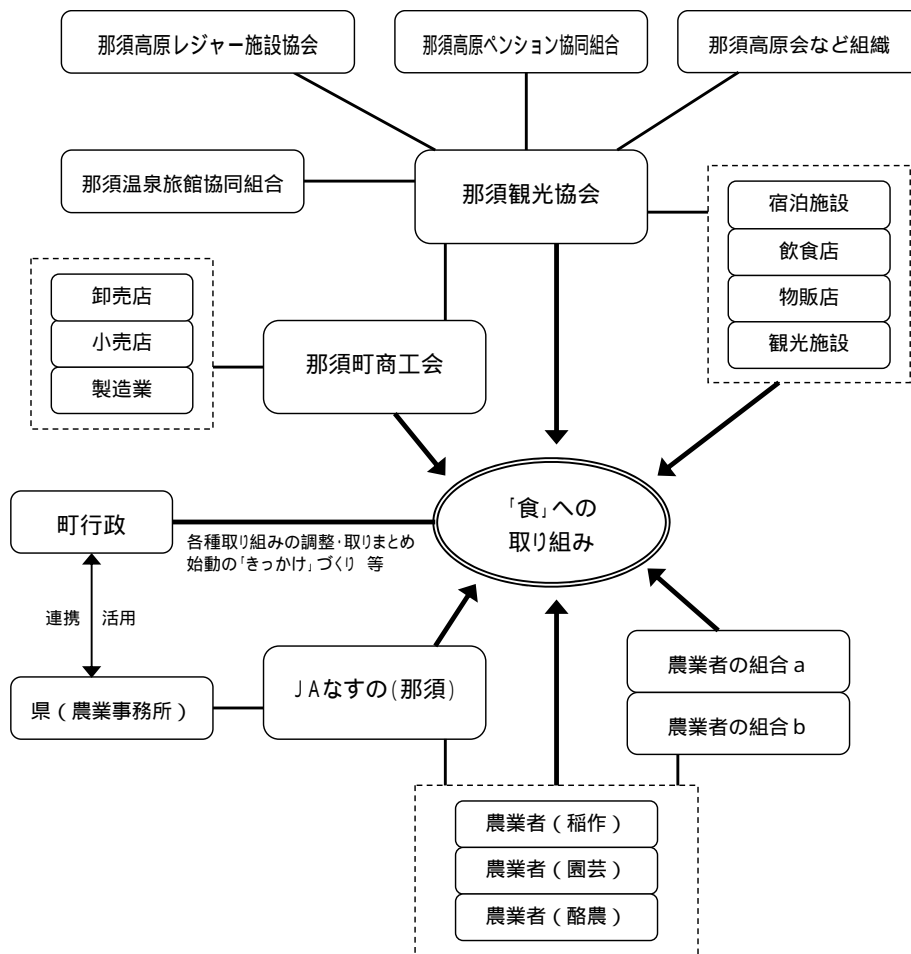 那須高原レジャー施設協会
那須高原ペンション協同組合
那須高原会など組織
那須温泉旅館協同組合
那須観光協会
宿泊施設
飲食店
物販店
観光施設
卸売店
小売店
製造業
那須町商工会
町行政
「食」への
取り組み
各種取り組みの調整・取りまとめ
始動の「きっかけ」づくり 等
連携 活用
県(農業事務所)
JAなすの(那須)
農業者の組合a
農業者の組合b
農業者(稲作)
農業者(園芸)
農業者(酪農)